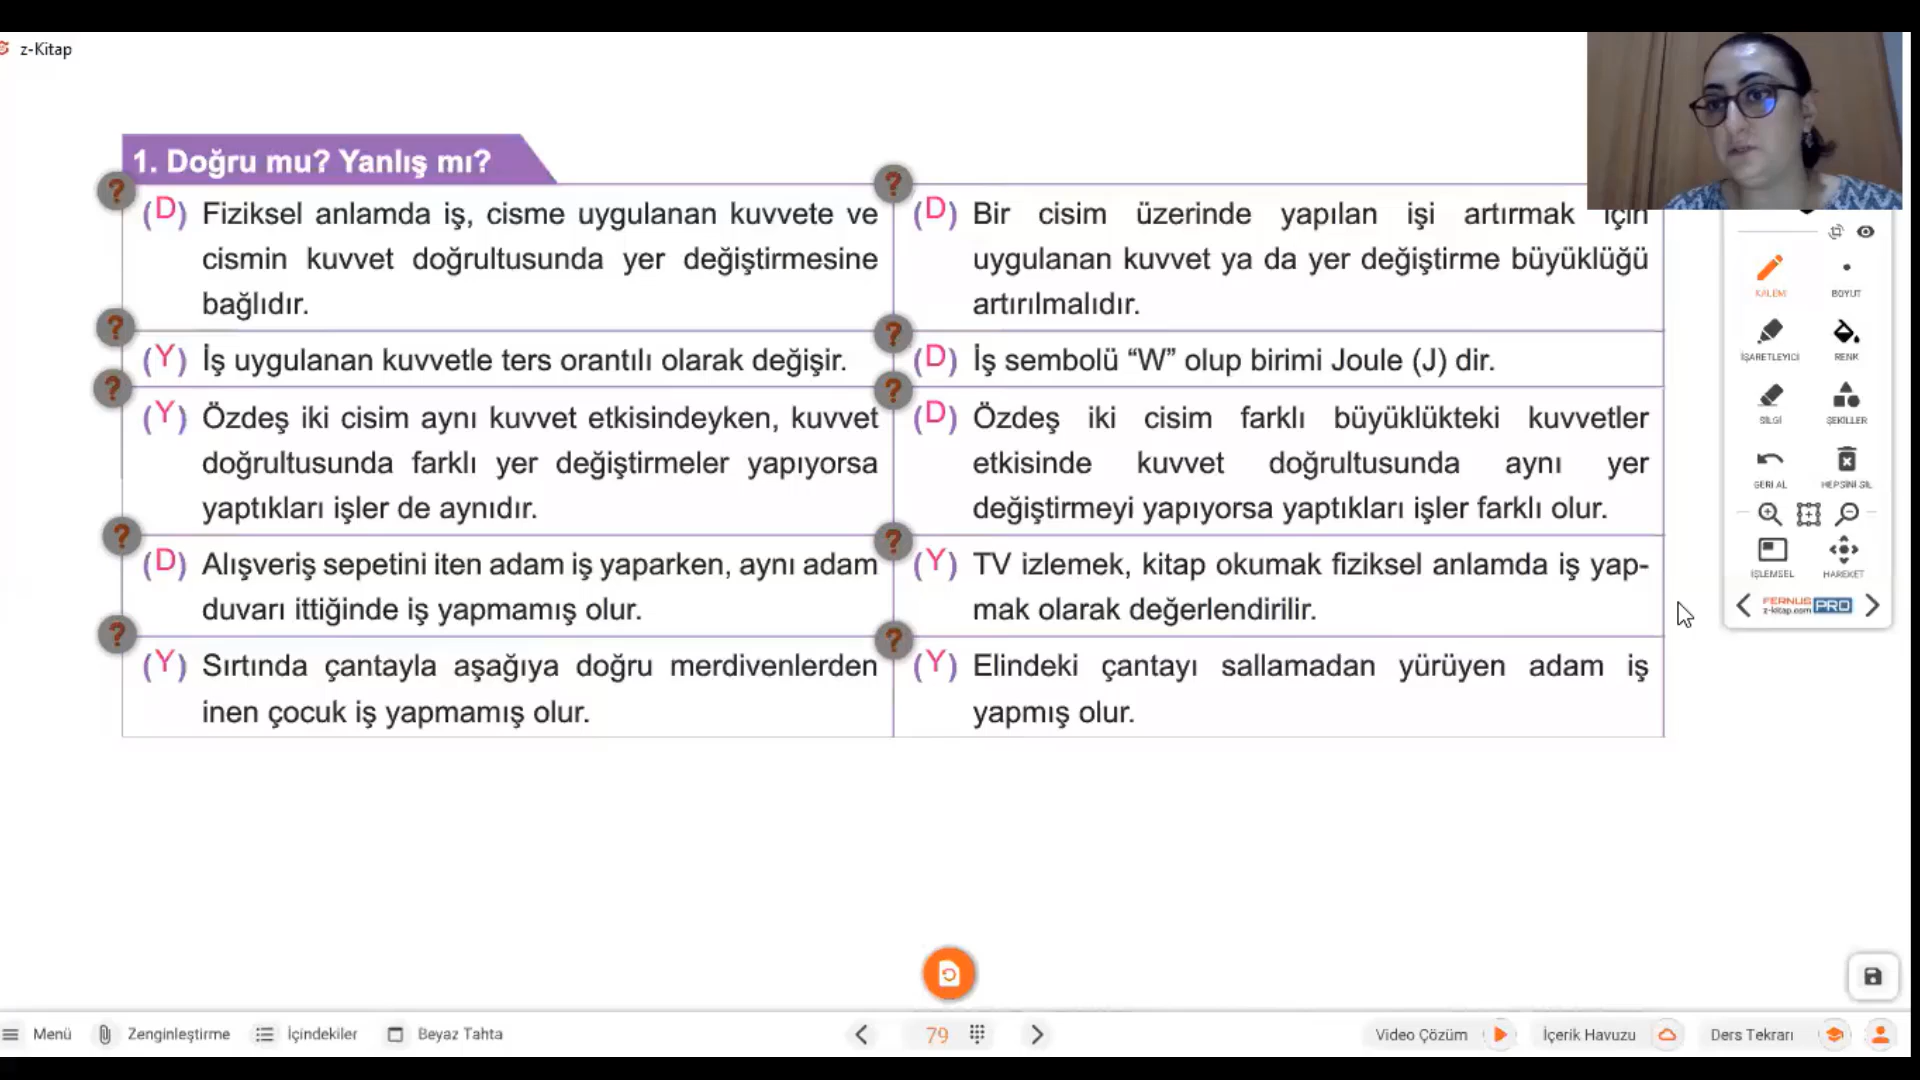 z-Kitap
1. Doğru mu? Yanlış mı?
(D) Fiziksel anlamda iş, cisme uygulanan kuvvete ve
cismin kuvvet doğrultusunda yer değiştirmesine
bağlıdır.
(Y) İş uygulanan kuvvetle ters orantılı olarak değişir.
(Y) Özdeş iki cisim aynı kuvvet etkisindeyken, kuvvet
doğrultusunda farklı yer değiştirmeler yapıyorsa
yaptıkları işler de aynıdır.
(D) Alışveriş sepetini iten adam iş yaparken, aynı adam
duvarı ittiğinde iş yapmamış olur.
(Y) Sırtında çantayla aşağıya doğru merdivenlerden
inen çocuk iş yapmamış olur.
(D) Bir cisim üzerinde yapılan işi artırmak için
uygulanan kuvvet ya da yer değiştirme büyüklüğü
artırılmalıdır.
(D) İş sembolü “W” olup birimi Joule (J) dir.
(D) Özdeş iki cisim farklı büyüklükteki kuvvetler
etkisinde kuvvet doğrultusunda aynı yer
değiştirmeyi yapıyorsa yaptıkları işler farklı olur.
(Y) TV izlemek, kitap okumak fiziksel anlamda iş yap-
mak olarak değerlendirilir.
(Y) Elindeki çantayı sallamadan yürüyen adam iş
yapmış olur.
KALEM BOYUT
İŞARETLEYİCİ RENK
SİLGİ ŞEKİLLER
GERİ AL HEPSİNİ SİL
İŞLEMSEL HAREKET
FERNUS
z-kitap.com PRO
Menü Zenginleştirme İçindekiler Beyaz Tahta 79 Video Çözüm İçerik Havuzu Ders Tekrarı